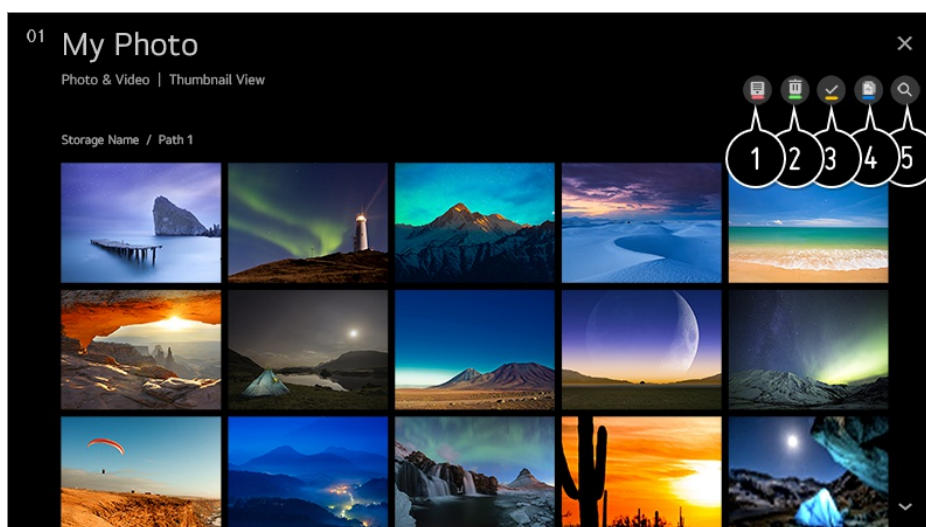 01
My Photo
Photo & Video | Thumbnail View
Storage Name / Path 1
1 2 3 4 5